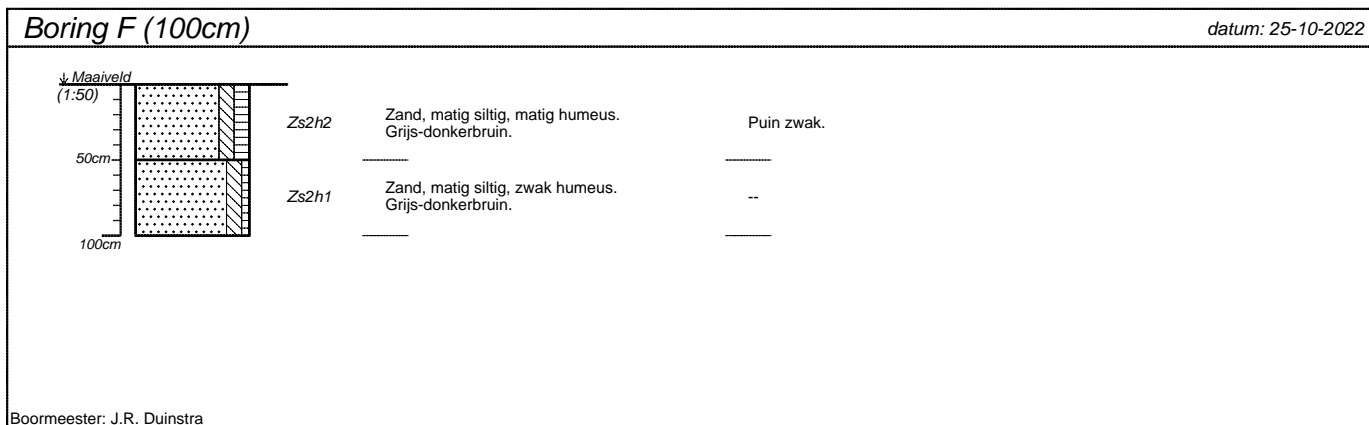 Boring F (100cm)
datum: 25-10-2022
Maaiveld
(1:50)
Zs2h2
Zand, matig siltig, matig humeus.
Grijs-donkerbruin.
Puin zwak.
50cm
Zs2h1
Zand, matig siltig, zwak humeus.
Grijs-donkerbruin.
--
100cm
Boormeester: J.R. Duinstra